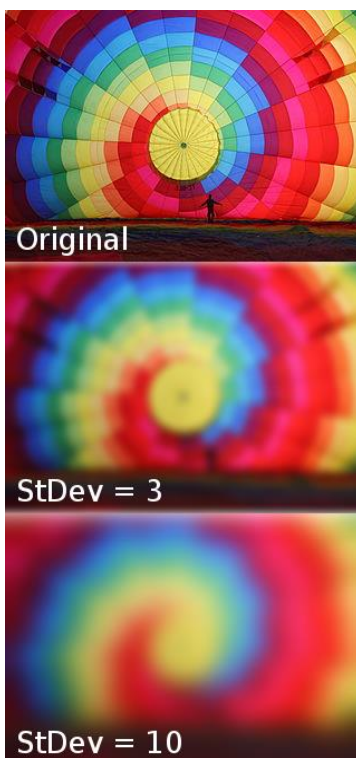 Original
StDev = 3
StDev = 10